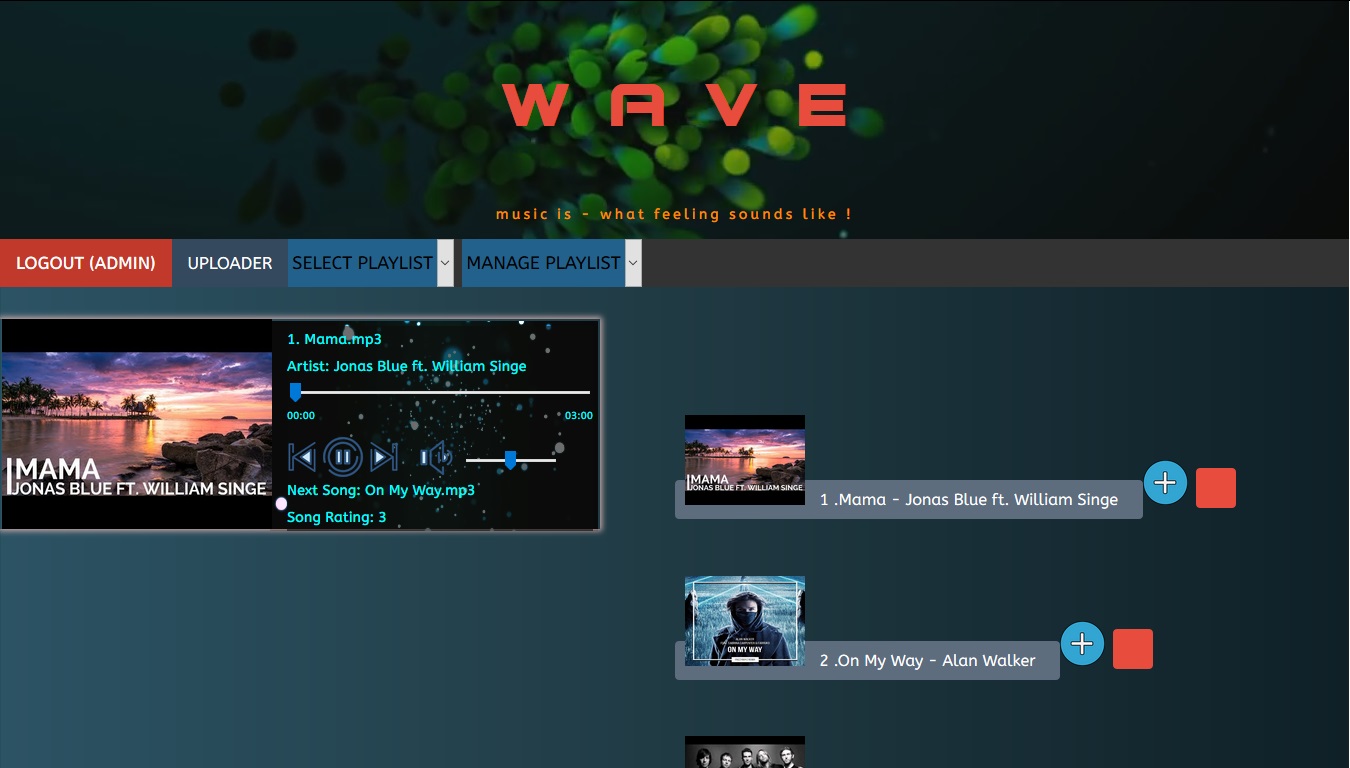 W A V E
music is - what feeling sounds like !
LOGOUT (ADMIN) UPLOADER SELECT PLAYLIST MANAGE PLAYLIST
1. Mama.mp3
Artist: Jonas Blue ft. William Singe
00:00 03:00
MAMA
JONAS BLUE FT. WILLIAM SINGE
Next Song: On My Way.mp3
Song Rating: 3
MAMA
JONAS BLUE FT. WILLIAM SINGE
1 .Mama - Jonas Blue ft. William Singe
ON MY WAY
2 .On My Way - Alan Walker